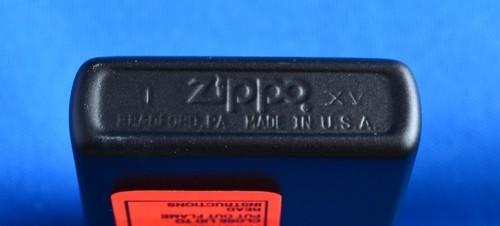 I Zippo XV
BRADFORD, PA. MADE IN U.S.A.
CLOSE LID TO
PUT OUT FLAME
READ
INSTRUCTIONS